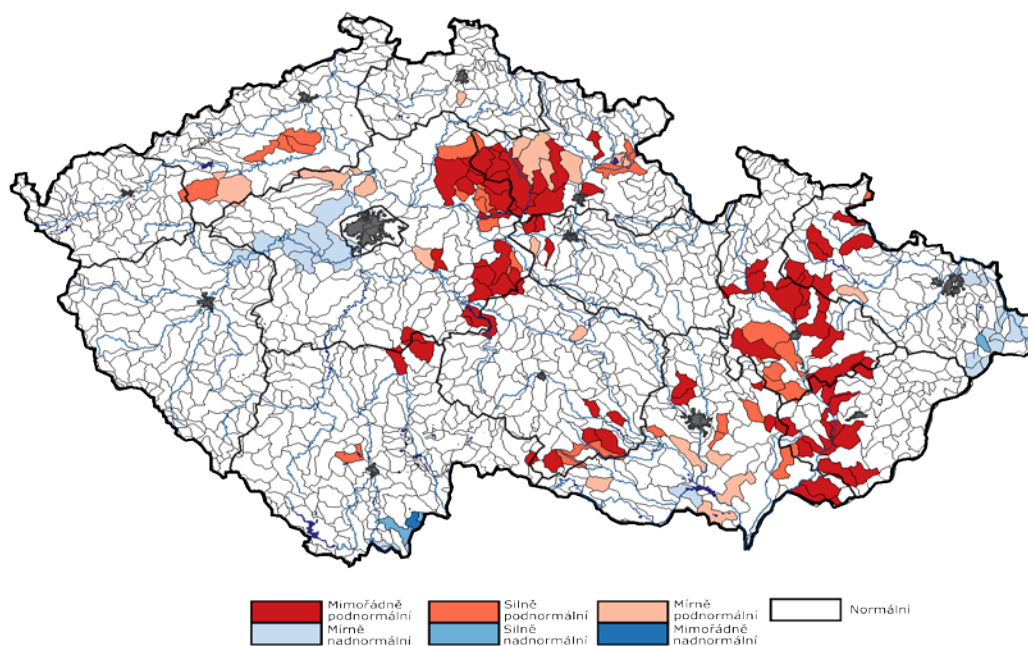 Mimořádně
podnormální
Silně
podnormální
Mírně
podnormální
Normální
Mírně
nadnormální
Silně
nadnormální
Mimořádně
nadnormální